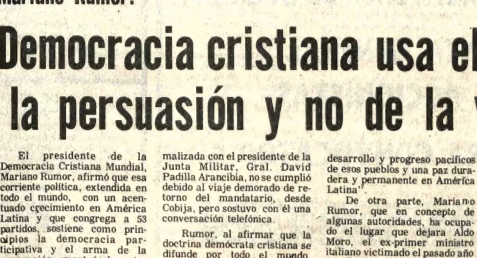 Mariano Rumor:
Democracia cristiana usa el
la persuasión y no de la
El presidente de la
Democracia Cristiana Mundial,
Mariano Rumor, afirmó que esa
corriente política, extendida en
todo el mundo, con un acen-
tuado crecimiento en América
Latina y que congrega a 53
partidos, sostiene como prin-
cipios la democracia par-
ticipativa y el arma de la
malizada con el presidente de la
Junta Militar, Gral. David
Padilla Arancibia, no se cumplió
debido al viaje demorado de re-
torno del mandatario, desde
Cobija, pero sostuvo con él una
conversación telefónica.
Rumor, al afirmar que la
doctrina demócrata cristiana se
difunde por todo el mundo,
desarrollo y progreso pacíficos
de esos pueblos y una paz dura-
dera y permanente en América
Latina"
De otra parte, Mariano
Rumor, que en concepto de
algunas autoridades, ha ocupa-
do el lugar que dejara Aldo
Moro, el ex-primer ministro
italiano victimado el pasado año